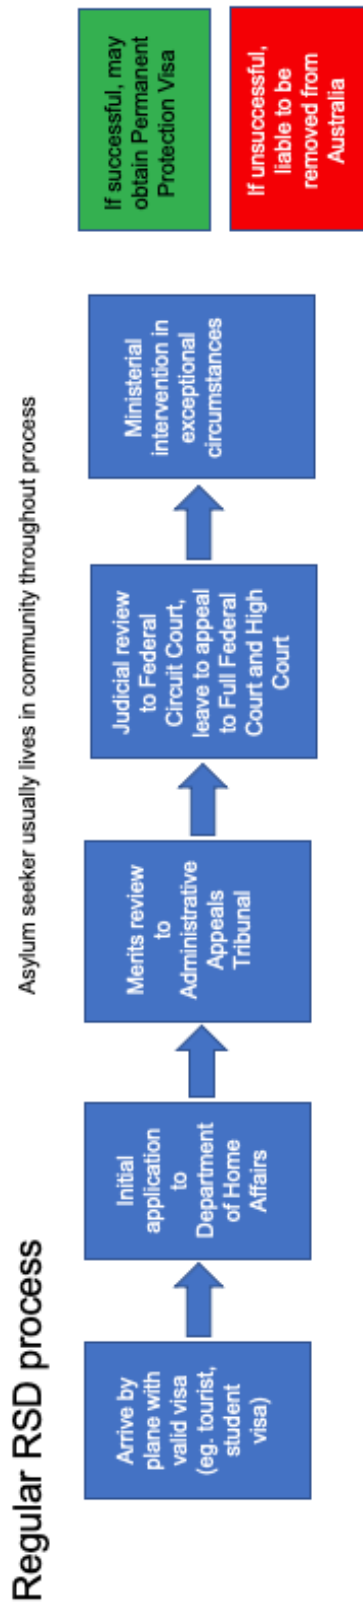 Regular RSD process
Asylum seeker usually lives in community throughout process
Arrive by
plane with
valid visa
(eg. tourist,
student
visa)
Initial
application
to
Department
of Home
Affairs
Merits review
to
Administrative
Appeals
Tribunal
Judicial review
to Federal
Circuit Court,
leave to appeal
to Full Federal
Court and High
Court
Ministerial
intervention in
exceptional
circumstances
If successful, may
obtain Permanent
Protection Visa
If unsuccessful,
liable to be
removed from
Australia